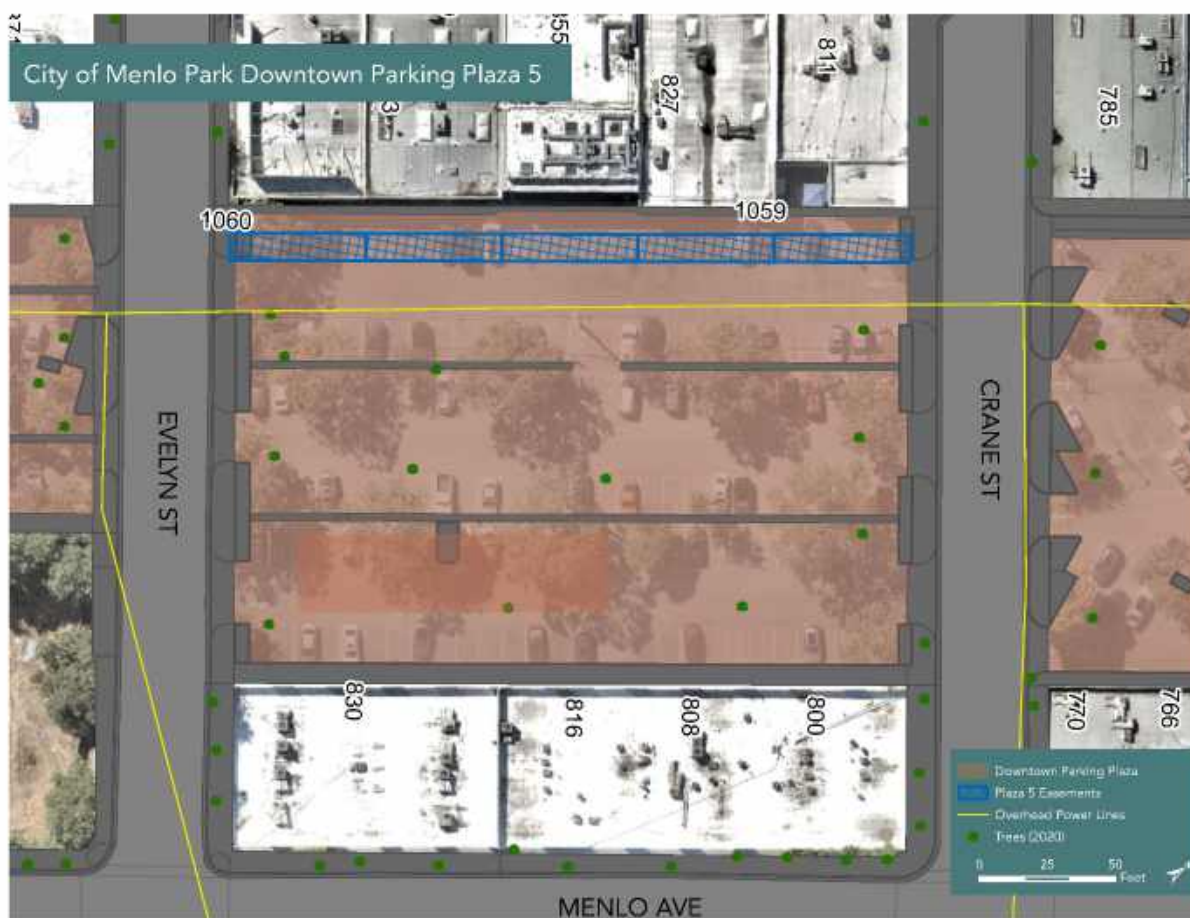 City of Menlo Park Downtown Parking Plaza 5
827
811
785
1060
1059
EVELYN ST
CRANE ST
830
816
808
800
770
766
Downtown Parking Plaza
Plaza 5 Easements
Overhead Power Lines
Trees (2020)
0 25 50
Feet
MENLO AVE